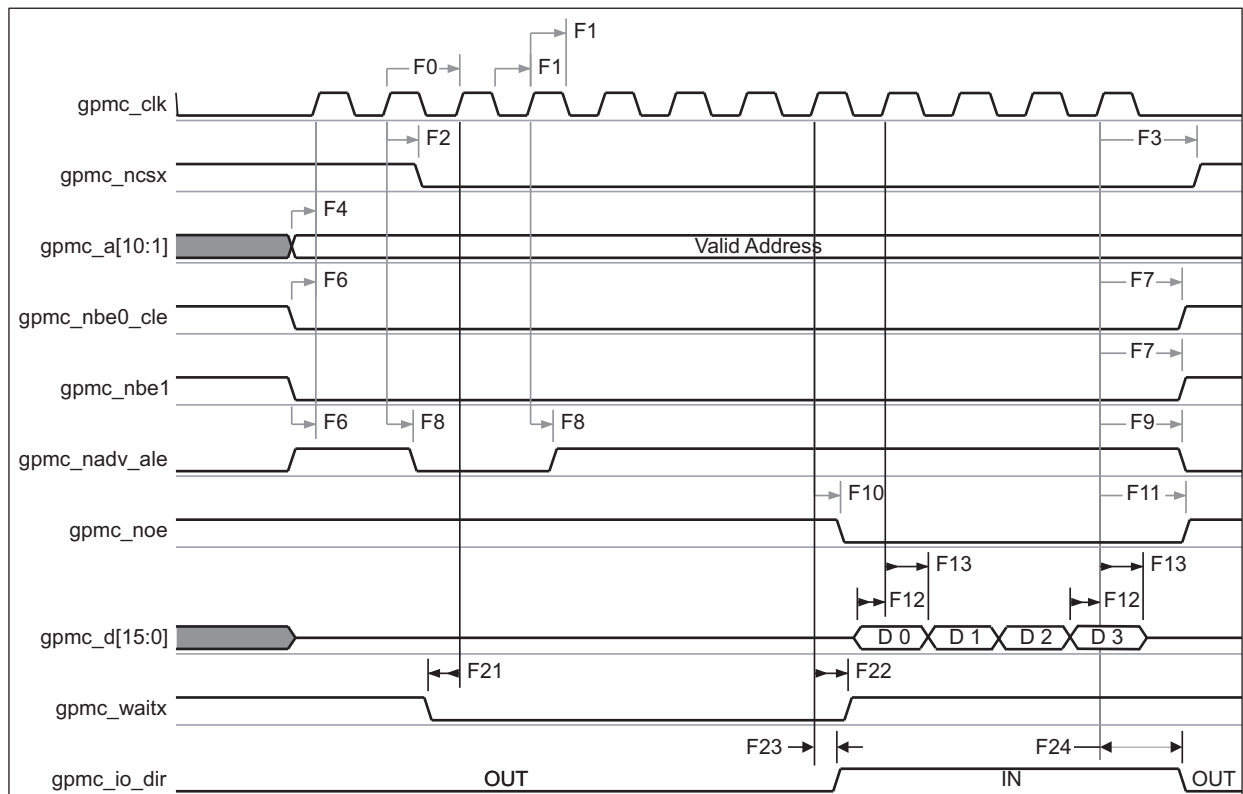 F1
F0 F1
gpmc_clk
F2 F3
gpmc_ncsx
F4
gpmc_a[10:1] Valid Address
F6 F7
gpmc_nbe0_cle
F7
gpmc_nbe1
F6 F8 F8 F9
gpmc_nadv_ale
F10 F11
gpmc_noe
F13 F13
F12 F12
gpmc_d[15:0] D 0 D 1 D 2 D 3
F21 F22
gpmc_waitx
F23 F24
gpmc_io_dir OUT IN OUT